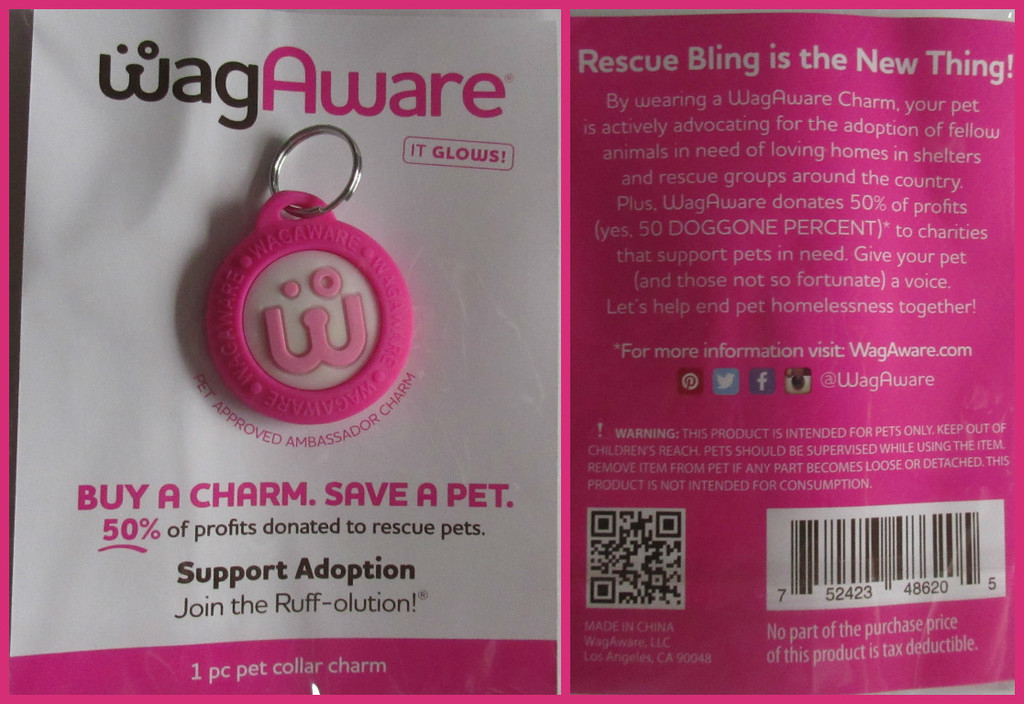 WagAware®
IT GLOWS!
WAGAWARE • WAGAWARE • WAGAWARE • WAGAWARE •
PET APPROVED AMBASSADOR CHARM
BUY A CHARM. SAVE A PET.
50% of profits donated to rescue pets.
Support Adoption
Join the Ruff-olution!®
1 pc pet collar charm
Rescue Bling is the New Thing!
By wearing a WagAware Charm, your pet
is actively advocating for the adoption of fellow
animals in need of loving homes in shelters
and rescue groups around the country.
Plus, WagAware donates 50% of profits
(yes, 50 DOGGONE PERCENT)* to charities
that support pets in need. Give your pet
(and those not so fortunate) a voice.
Let's help end pet homelessness together!
*For more information visit: WagAware.com
@WagAware
! WARNING: THIS PRODUCT IS INTENDED FOR PETS ONLY. KEEP OUT OF
CHILDREN'S REACH. PETS SHOULD BE SUPERVISED WHILE USING THE ITEM.
REMOVE ITEM FROM PET IF ANY PART BECOMES LOOSE OR DETACHED. THIS
PRODUCT IS NOT INTENDED FOR CONSUMPTION.
7 52423 48620 5
MADE IN CHINA
WagAware, LLC
Los Angeles, CA 90048
No part of the purchase price
of this product is tax deductible.